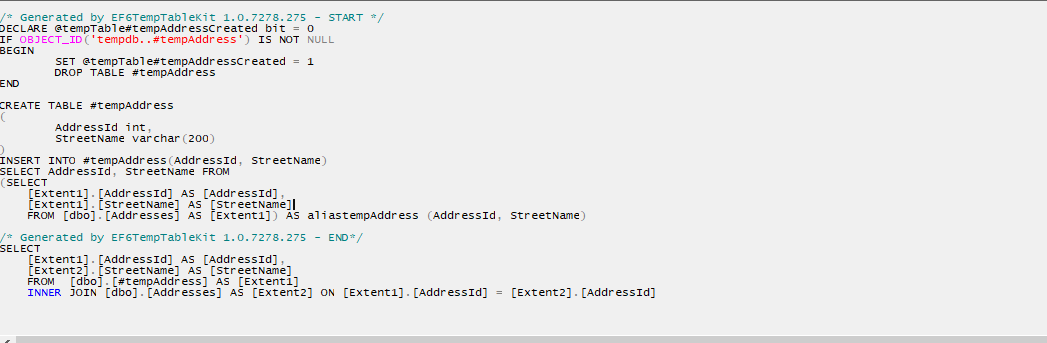 /* Generated by EF6TempTableKit 1.0.7278.275 - START */
DECLARE @tempTable#tempAddressCreated bit = 0
IF OBJECT_ID('tempdb..#tempAddress') IS NOT NULL
BEGIN
        SET @tempTable#tempAddressCreated = 1
        DROP TABLE #tempAddress
END

CREATE TABLE #tempAddress
(
        AddressId int,
        StreetName varchar(200)
)
INSERT INTO #tempAddress(AddressId, StreetName)
SELECT AddressId, StreetName FROM
(SELECT
    [Extent1].[AddressId] AS [AddressId],
    [Extent1].[StreetName] AS [StreetName]
    FROM [dbo].[Addresses] AS [Extent1]) AS aliastempAddress (AddressId, StreetName)

/* Generated by EF6TempTableKit 1.0.7278.275 - END*/
SELECT
    [Extent1].[AddressId] AS [AddressId],
    [Extent2].[StreetName] AS [StreetName]
    FROM  [dbo].[#tempAddress] AS [Extent1]
    INNER JOIN [dbo].[Addresses] AS [Extent2] ON [Extent1].[AddressId] = [Extent2].[AddressId]